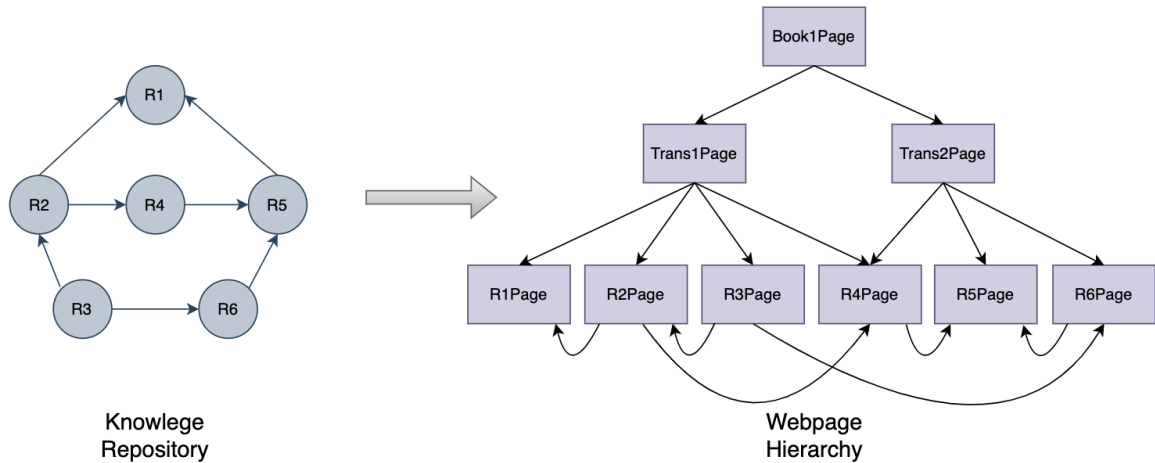 Book1Page
R1
Trans1Page
Trans2Page
R2
R4
R5
R1Page
R2Page
R3Page
R4Page
R5Page
R6Page
R3
R6
Knowlege
Repository
Webpage
Hierarchy